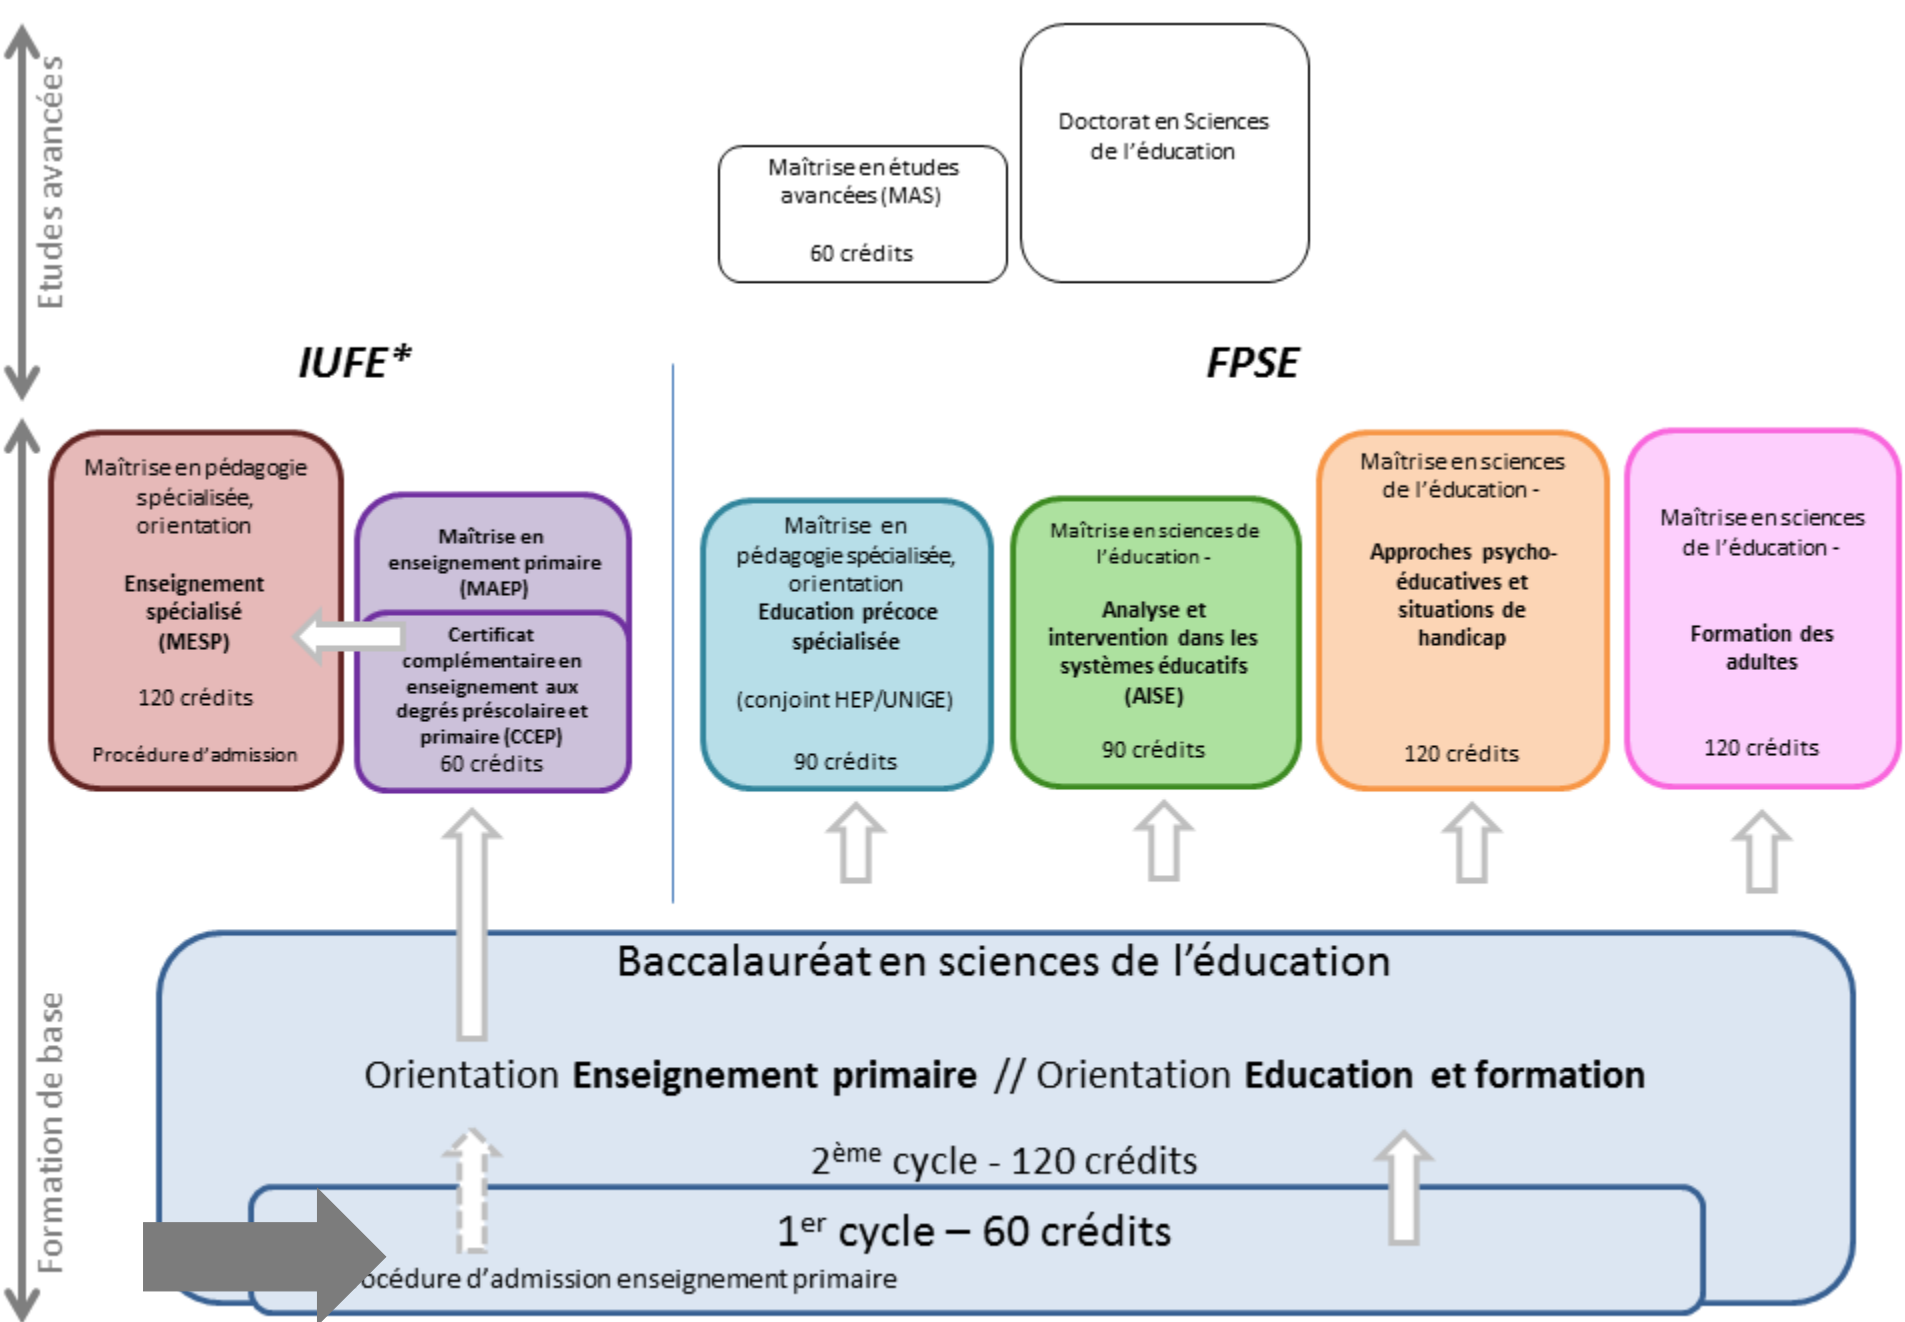 Etudes avancées
Doctorat en Sciences
de l'éducation
Maîtrise en études
avancées (MAS)
60 crédits
IUFE*
FPSE
Formation de base
Maîtrise en pédagogie
spécialisée,
orientation
Enseignement
spécialisé
(MESP)
120 crédits
Procédure d'admission
Maîtrise en
enseignement primaire
(MAEP)
Certificat
complémentaire en
enseignement aux
degrés préscolaire et
primaire (CCEP)
60 crédits
Maîtrise en
pédagogie spécialisée,
orientation
Education précoce
spécialisée
(conjoint HEP/UNIGE)
90 crédits
Maîtrise en sciences de
l'éducation -
Analyse et
intervention dans les
systèmes éducatifs
(AISE)
90 crédits
Maîtrise en sciences
de l'éducation -
Approches psycho-
éducatives et
situations de
handicap
120 crédits
Maîtrise en sciences
de l'éducation -
Formation des
adultes
120 crédits
Baccalauréat en sciences de l'éducation
Orientation Enseignement primaire // Orientation Education et formation
2ème cycle - 120 crédits
1er cycle – 60 crédits
océdure d'admission enseignement primaire